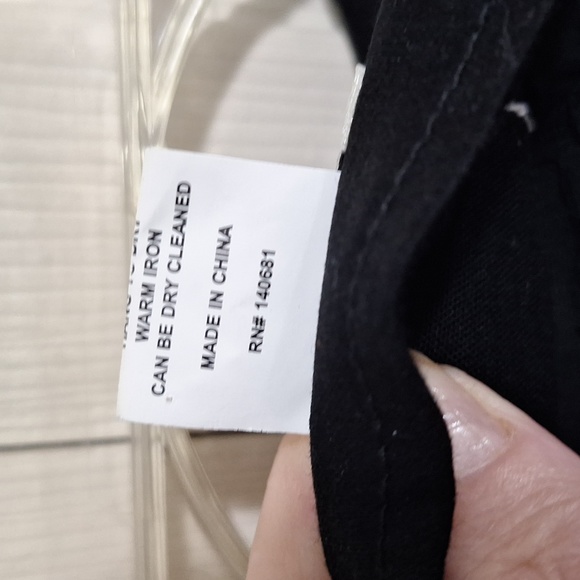 WARM IRON
CAN BE DRY CLEANED
MADE IN CHINA
RN# 140681